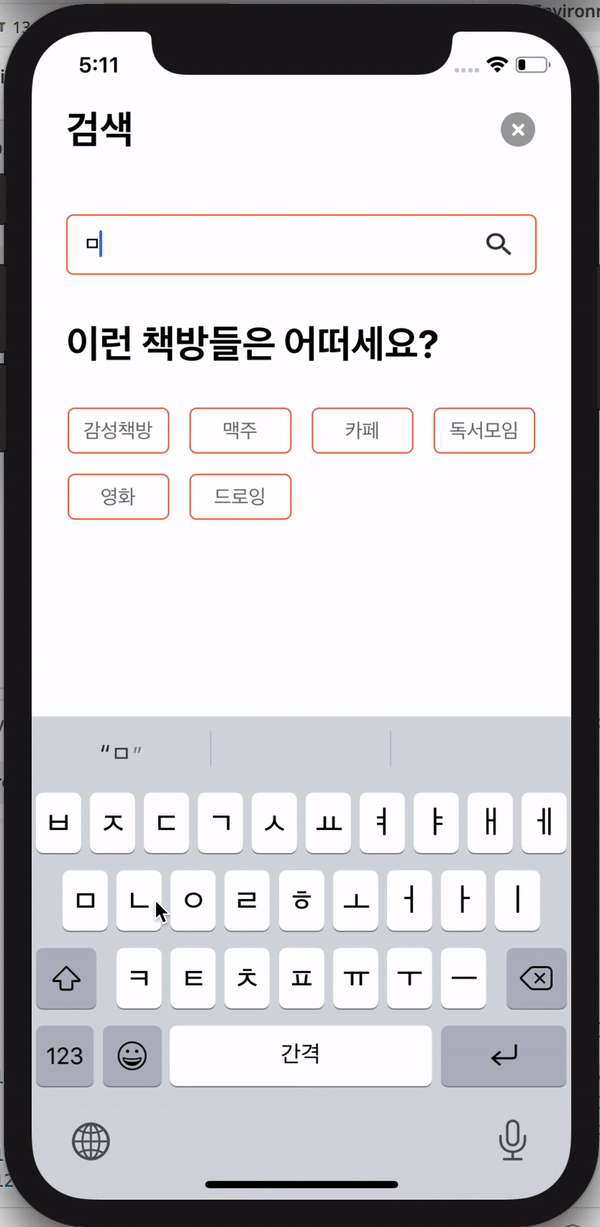 5:11
검색
ㅁ
이런 책방들은 어떠세요?
감성책방 맥주 카페 독서모임
영화 드로잉
“ㅁ”
ㅂ ㅈ ㄷ ㄱ ㅅ ㅛ ㅕ ㅑ ㅐ ㅔ
ㅁ ㄴ ㅇ ㄹ ㅎ ㅗ ㅓ ㅏ ㅣ
ㅋ ㅌ ㅊ ㅍ ㅠ ㅜ ㅡ
123 간격